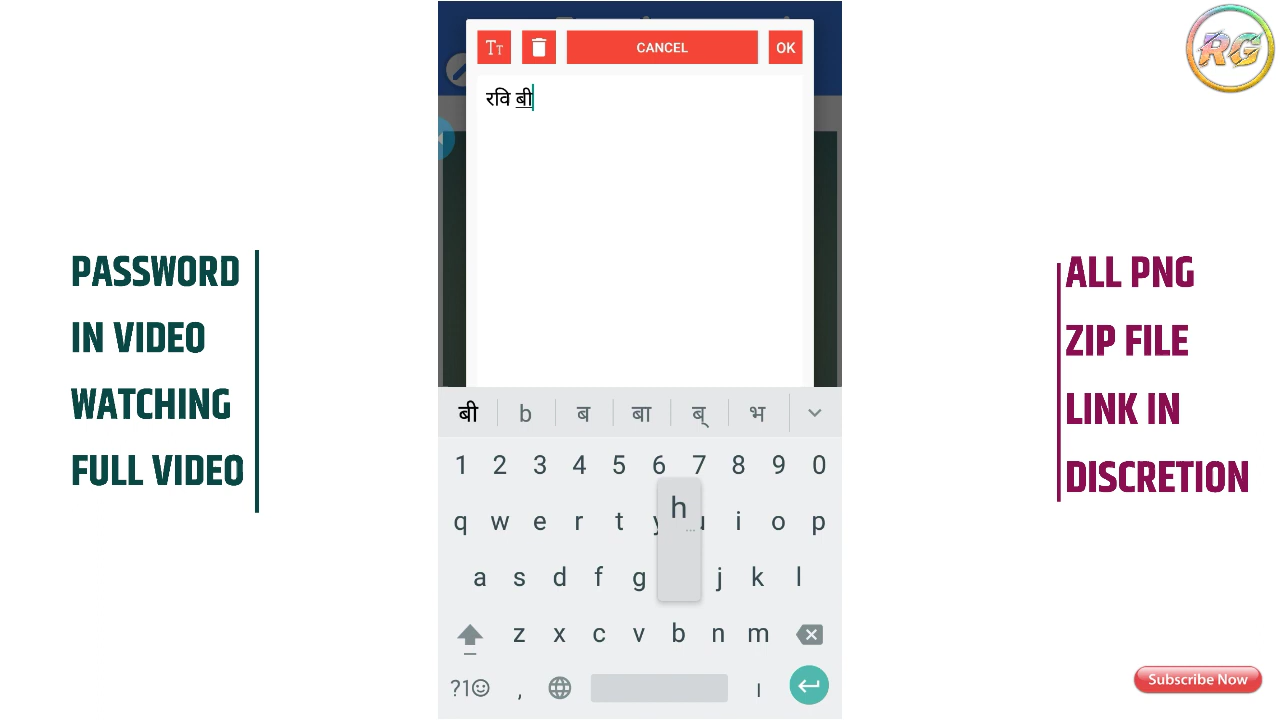 RG
TT
CANCEL
OK
रवि बी
PASSWORD
IN VIDEO
WATCHING
FULL VIDEO
ALL PNG
ZIP FILE
LINK IN
DISCRETION
बी b ब बा ब् भ
1 2 3 4 5 6 7 8 9 0
h
q w e r t y u i o p
a s d f g j k l
z x c v b n m
?1☺ , ।
Subscribe Now